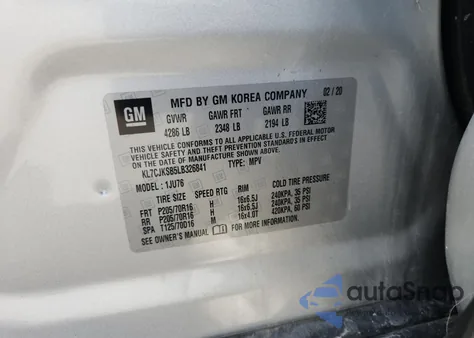 GM
MFD BY GM KOREA COMPANY 02 / 20
GVWR GAWR FRT GAWR RR
4286 LB 2348 LB 2194 LB
THIS VEHICLE CONFORMS TO ALL APPLICABLE U.S. FEDERAL MOTOR
VEHICLE SAFETY, BUMPER, AND THEFT PREVENTION STANDARDS IN EFFECT
ON THE DATE OF MANUFACTURE SHOWN ABOVE.
KL7CJKSB5LB326841 TYPE: MPV
MODEL: 1JU76
TIRE SIZE SPEED RTG RIM COLD TIRE PRESSURE
FRT P205/70R16 H 16x6.5J 240KPA, 35 PSI
RR P205/70R16 H 16x6.5J 240KPA, 35 PSI
SPA T125/70D16 M 16x4.0T 420KPA, 60 PSI
SEE OWNER'S MANUAL FOR MORE INFORMATION
autoSnap